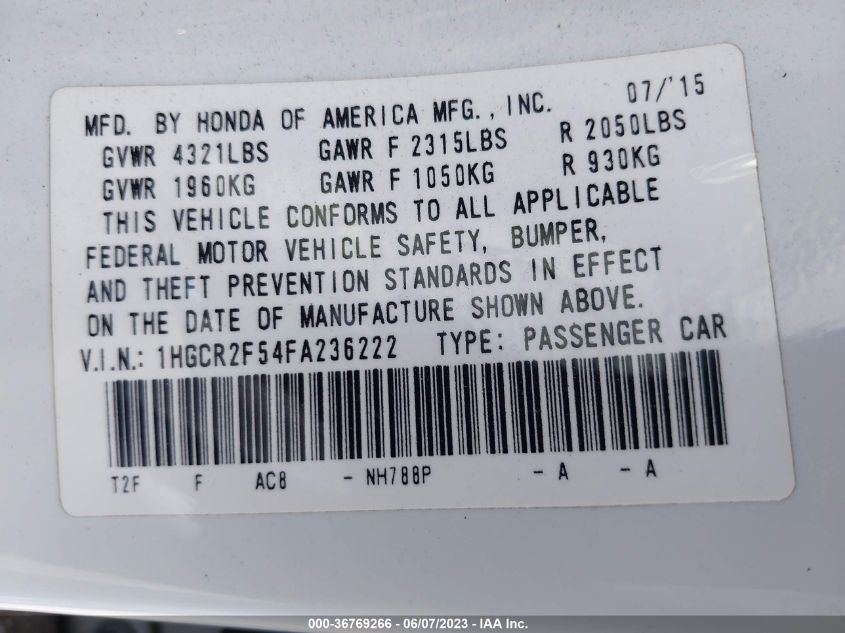 MFD. BY HONDA OF AMERICA MFG., INC. 07/'15
GVWR 4321LBS GAWR F 2315LBS R 2050LBS
GVWR 1960KG GAWR F 1050KG R 930KG
THIS VEHICLE CONFORMS TO ALL APPLICABLE
FEDERAL MOTOR VEHICLE SAFETY, BUMPER,
AND THEFT PREVENTION STANDARDS IN EFFECT
ON THE DATE OF MANUFACTURE SHOWN ABOVE.
V.I.N.: 1HGCR2F54FA236222 TYPE: PASSENGER CAR
T2F F AC8 - NH788P - A - A
000-36769266 - 06/07/2023 - IAA Inc.